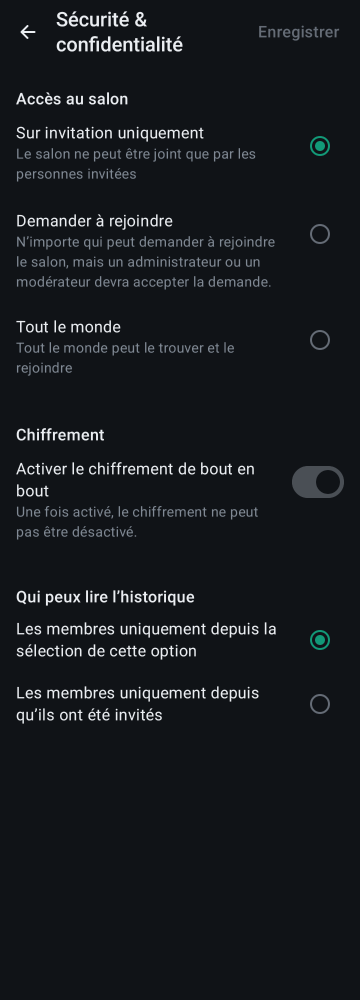 Sécurité &
confidentialité
Enregistrer
Accès au salon
Sur invitation uniquement
Le salon ne peut être joint que par les
personnes invitées
Demander à rejoindre
N’importe qui peut demander à rejoindre
le salon, mais un administrateur ou un
modérateur devra accepter la demande.
Tout le monde
Tout le monde peut le trouver et le
rejoindre
Chiffrement
Activer le chiffrement de bout en
bout
Une fois activé, le chiffrement ne peut
pas être désactivé.
Qui peux lire l’historique
Les membres uniquement depuis la
sélection de cette option
Les membres uniquement depuis
qu’ils ont été invités